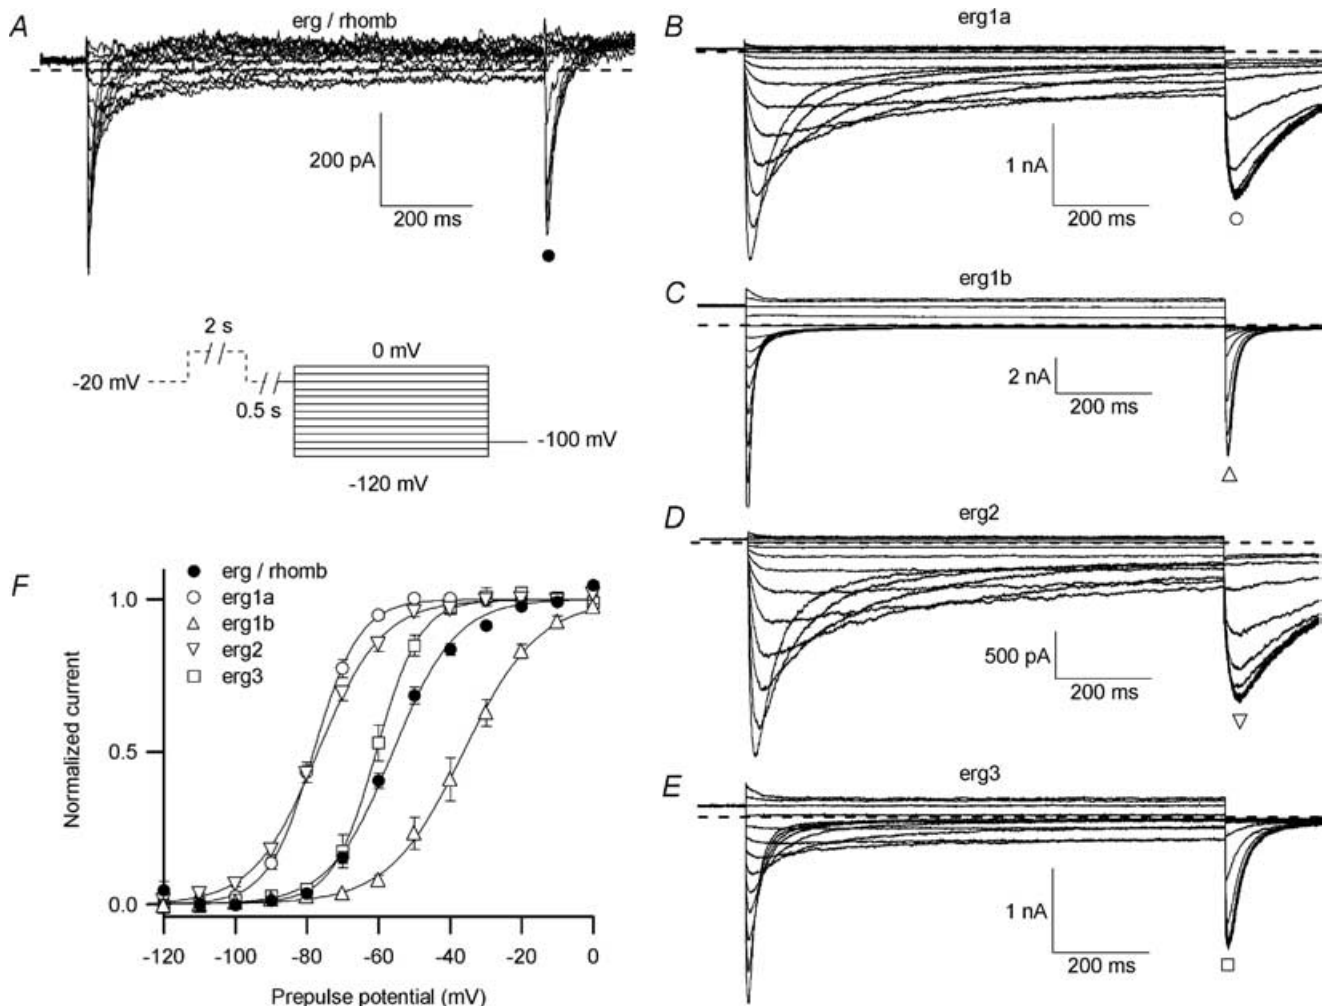 A
erg / rhomb
200 pA
200 ms
2 s
0 mV
-20 mV
0.5 s
-100 mV
-120 mV
B
erg1a
1 nA
200 ms
C
erg1b
2 nA
200 ms
D
erg2
500 pA
200 ms
E
erg3
1 nA
200 ms
F
erg / rhomb
erg1a
erg1b
erg2
erg3
1.0
0.5
0.0
Normalized current
-120 -100 -80 -60 -40 -20 0
Prepulse potential (mV)